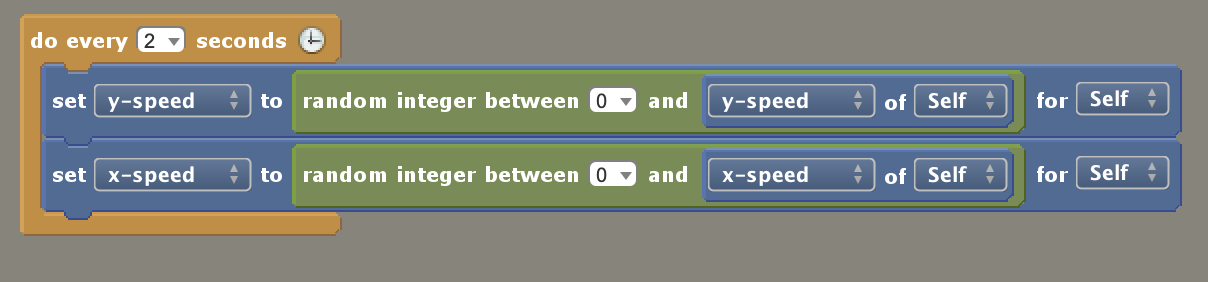 do every 2 seconds
set y-speed to random integer between 0 and y-speed of Self for Self
set x-speed to random integer between 0 and x-speed of Self for Self